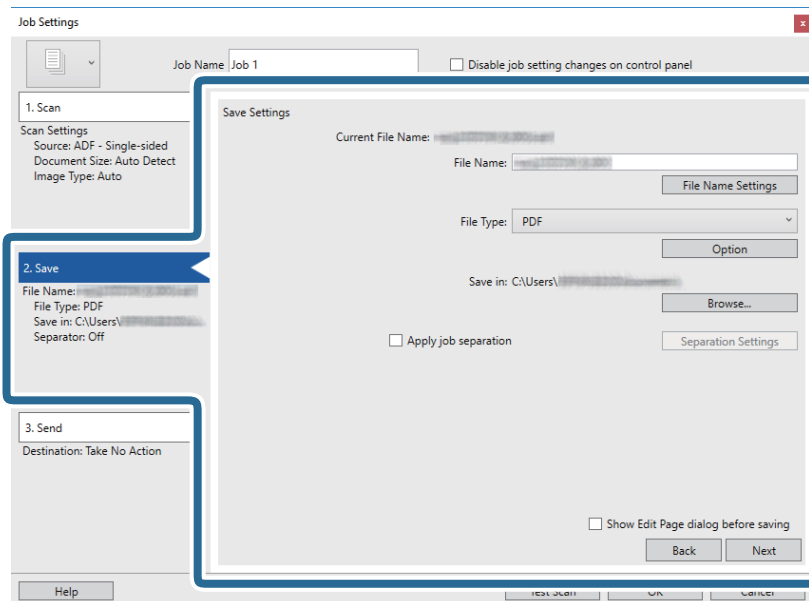 Job Settings
Job Name Job 1
Disable job setting changes on control panel
1. Scan
Scan Settings
Source: ADF - Single-sided
Document Size: Auto Detect
Image Type: Auto
2. Save
File Name:
File Type: PDF
Save in: C:\Users\
Separator: Off
3. Send
Destination: Take No Action
Save Settings
Current File Name:
File Name:
File Name Settings
File Type: PDF
Option
Save in: C:\Users\
Browse...
Apply job separation
Separation Settings
Show Edit Page dialog before saving
Back Next
Help Test Scan OK Cancel